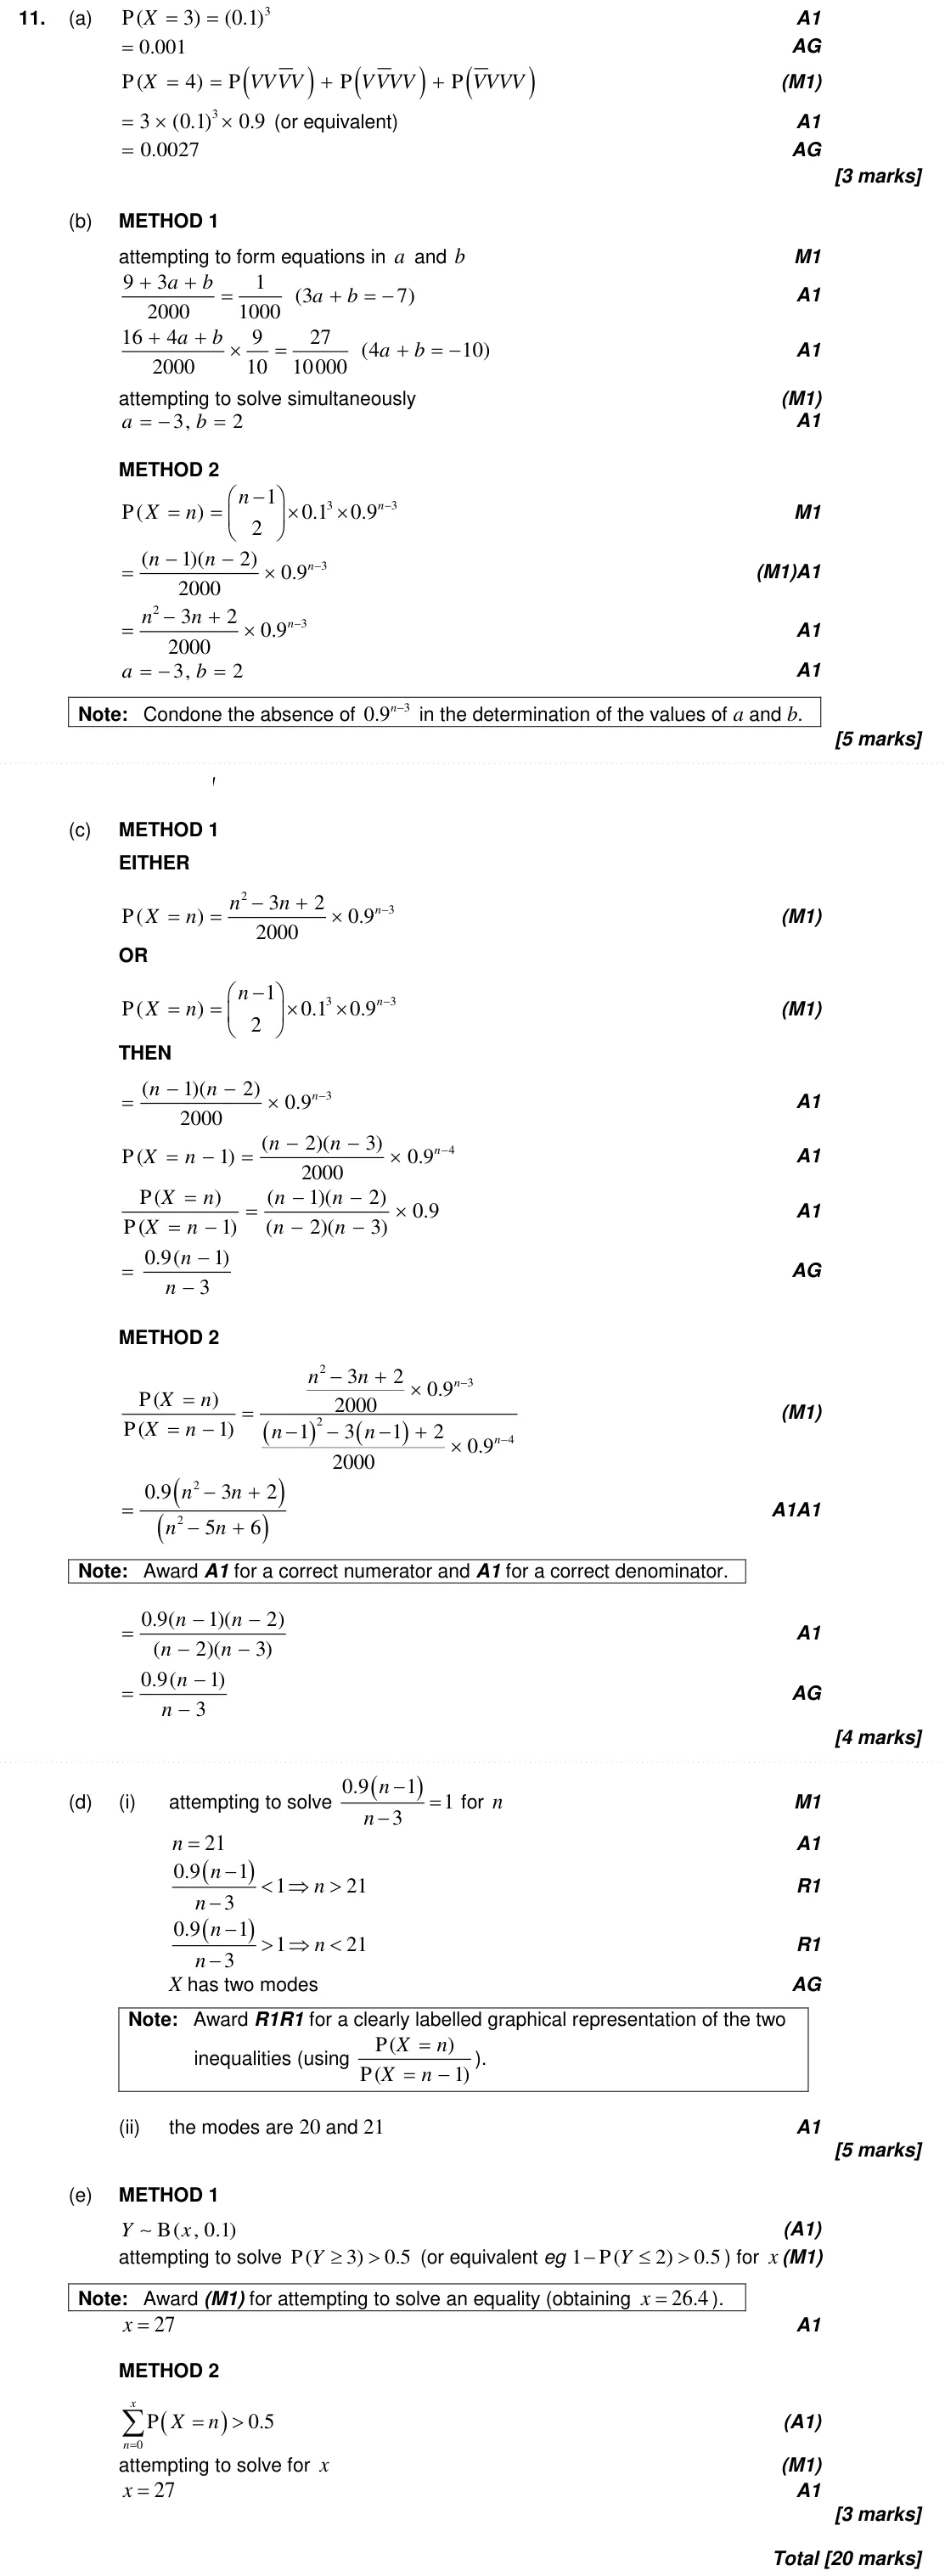 11. (a) P(X = 3) = (0.1)³ A1
= 0.001 AG
P(X = 4) = P(VVV̅V) + P(VV̅VV) + P(V̅VVV) (M1)
= 3 × (0.1)³ × 0.9 (or equivalent) A1
= 0.0027 AG
[3 marks]
(b) METHOD 1
attempting to form equations in a and b M1
(9 + 3a + b)/2000 = 1/1000 (3a + b = −7) A1
(16 + 4a + b)/2000 × 9/10 = 27/10000 (4a + b = −10) A1
attempting to solve simultaneously (M1)
a = −3, b = 2 A1
METHOD 2
P(X = n) = (n−1 2) × 0.1³ × 0.9ⁿ⁻³ M1
= (n − 1)(n − 2)/2000 × 0.9ⁿ⁻³ (M1)A1
= (n² − 3n + 2)/2000 × 0.9ⁿ⁻³ A1
a = −3, b = 2 A1
Note: Condone the absence of 0.9ⁿ⁻³ in the determination of the values of a and b.
[5 marks]
(c) METHOD 1
EITHER
P(X = n) = (n² − 3n + 2)/2000 × 0.9ⁿ⁻³ (M1)
OR
P(X = n) = (n−1 2) × 0.1³ × 0.9ⁿ⁻³ (M1)
THEN
= (n − 1)(n − 2)/2000 × 0.9ⁿ⁻³ A1
P(X = n − 1) = (n − 2)(n − 3)/2000 × 0.9ⁿ⁻⁴ A1
P(X = n)/P(X = n − 1) = (n − 1)(n − 2)/(n − 2)(n − 3) × 0.9 A1
= 0.9(n − 1)/(n − 3) AG
METHOD 2
P(X = n)/P(X = n − 1) = ((n² − 3n + 2)/2000 × 0.9ⁿ⁻³)/(((n−1)² − 3(n−1) + 2)/2000 × 0.9ⁿ⁻⁴) (M1)
= 0.9(n² − 3n + 2)/(n² − 5n + 6) A1A1
Note: Award A1 for a correct numerator and A1 for a correct denominator.
= 0.9(n − 1)(n − 2)/(n − 2)(n − 3) A1
= 0.9(n − 1)/(n − 3) AG
[4 marks]
(d) (i) attempting to solve 0.9(n−1)/(n−3) = 1 for n M1
n = 21 A1
0.9(n−1)/(n−3) < 1 ⇒ n > 21 R1
0.9(n−1)/(n−3) > 1 ⇒ n < 21 R1
X has two modes AG
Note: Award R1R1 for a clearly labelled graphical representation of the two
inequalities (using P(X = n)/P(X = n − 1)).
(ii) the modes are 20 and 21 A1
[5 marks]
(e) METHOD 1
Y ~ B(x, 0.1) (A1)
attempting to solve P(Y ≥ 3) > 0.5 (or equivalent eg 1 − P(Y ≤ 2) > 0.5) for x (M1)
Note: Award (M1) for attempting to solve an equality (obtaining x = 26.4).
x = 27 A1
METHOD 2
∑ₙ₌₀ˣ P(X = n) > 0.5 (A1)
attempting to solve for x (M1)
x = 27 A1
[3 marks]
Total [20 marks]